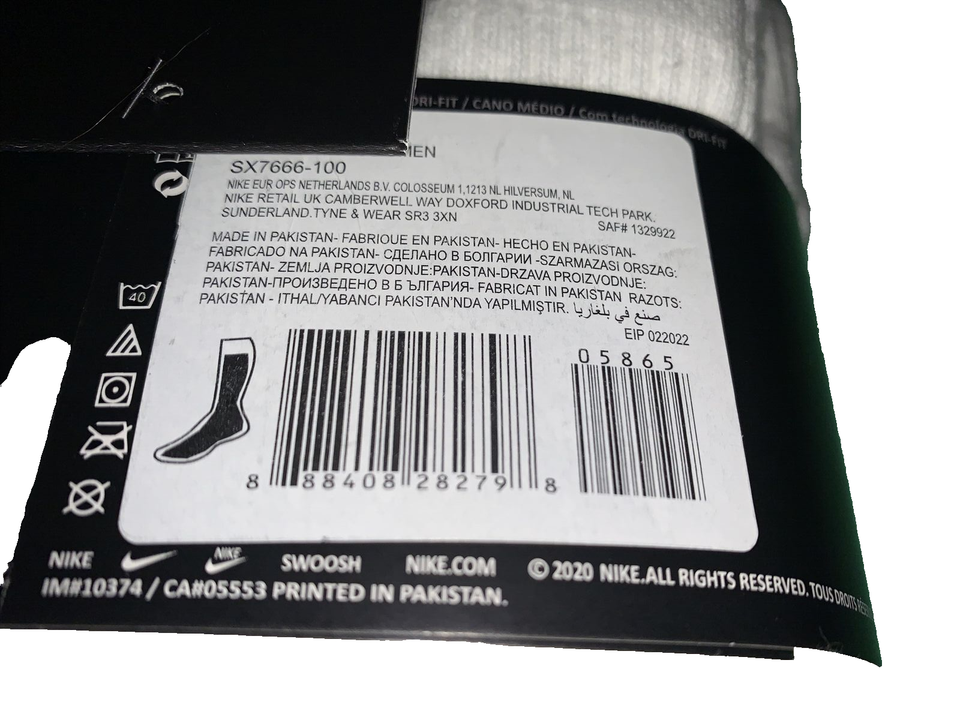 DRI-FIT / CANO MÉDIO / Com technologia DRI-FIT
MEN
SX7666-100
NIKE EUR OPS NETHERLANDS B.V. COLOSSEUM 1,1213 NL HILVERSUM, NL
NIKE RETAIL UK CAMBERWELL WAY DOXFORD INDUSTRIAL TECH PARK.
SUNDERLAND.TYNE & WEAR SR3 3XN
SAF# 1329922
MADE IN PAKISTAN- FABRIOUE EN PAKISTAN- HECHO EN PAKISTAN-
FABRICADO NA PAKISTAN- СДЕЛАНО В БОЛГАРИИ -SZARMAZASI ORSZAG:
PAKISTAN- ZEMLJA PROIZVODNJE:PAKISTAN-DRZAVA PROIZVODNJE:
PAKISTAN-ПРОИЗВЕДЕНО В Б ЪЛГАРИЯ- FABRICAT IN PAKISTAN RAZOTS:
PAKISTAN - ITHAL/YABANCI PAKISTAN'NDA YAPILMIŞTIR. صنع في بلغاريا
EIP 022022
40
05865
8 88408 28279 8
NIKE NIKE SWOOSH NIKE.COM © 2020 NIKE.ALL RIGHTS RESERVED. TOUS DROITS
IM#10374 / CA#05553 PRINTED IN PAKISTAN.